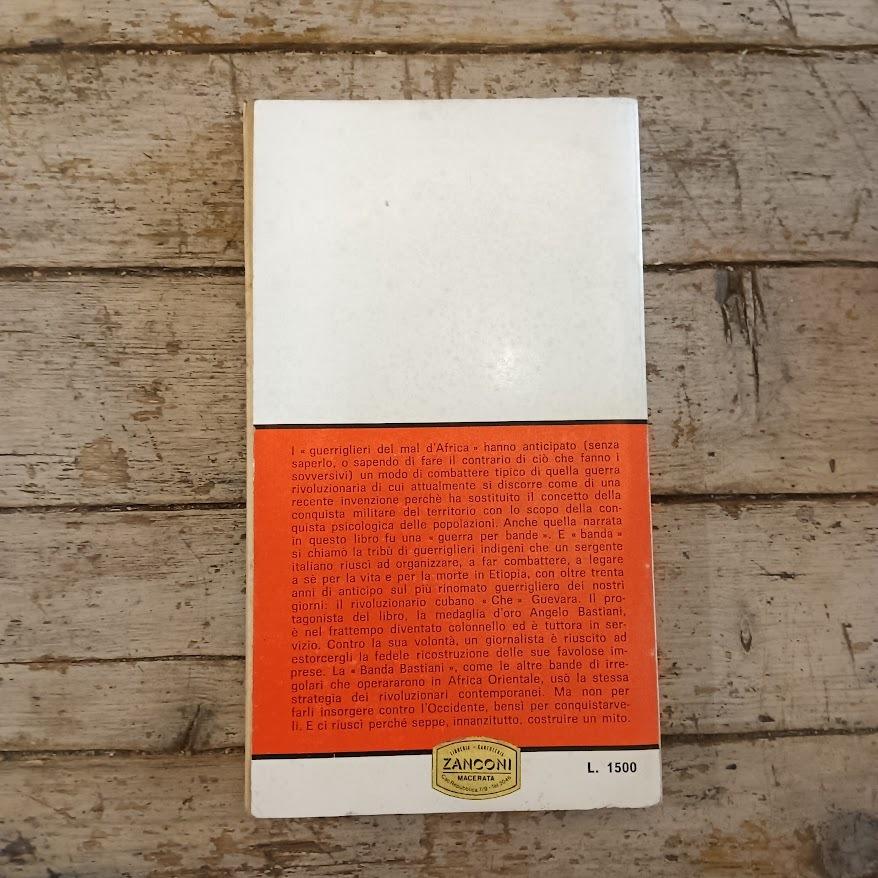 I « guerriglieri del mal d'Africa » hanno anticipato (senza
saperlo, o sapendo di fare il contrario di ciò che fanno i
sovversivi) un modo di combattere tipico di quella guerra
rivoluzionaria di cui attualmente si discorre come di una
recente invenzione perchè ha sostituito il concetto della
conquista militare del territorio con lo scopo della con-
quista psicologica delle popolazioni. Anche quella narrata
in questo libro fu una « guerra per bande ». E « banda »
si chiamò la tribù di guerriglieri indigeni che un sergente
italiano riuscì ad organizzare, a far combattere, a legare
a sè per la vita e per la morte in Etiopia, con oltre trenta
anni di anticipo sul più rinomato guerrigliero dei nostri
giorni: il rivoluzionario cubano « Che » Guevara. Il pro-
tagonista del libro, la medaglia d'oro Angelo Bastiani,
è nel frattempo diventato colonnello ed è tuttora in ser-
vizio. Contro la sua volontà, un giornalista è riuscito ad
estorcergli la fedele ricostruzione delle sue favolose im-
prese. La « Banda Bastiani », come le altre bande di irre-
golari che operararono in Africa Orientale, usò la stessa
strategia dei rivoluzionari contemporanei. Ma non per
farli insorgere contro l'Occidente, bensì per conquistarve-
li. E ci riuscì perché seppe, innanzitutto, costruire un mito.
LIBRERIA - CARTOLERIA
ZANCONI
MACERATA
L. 1500